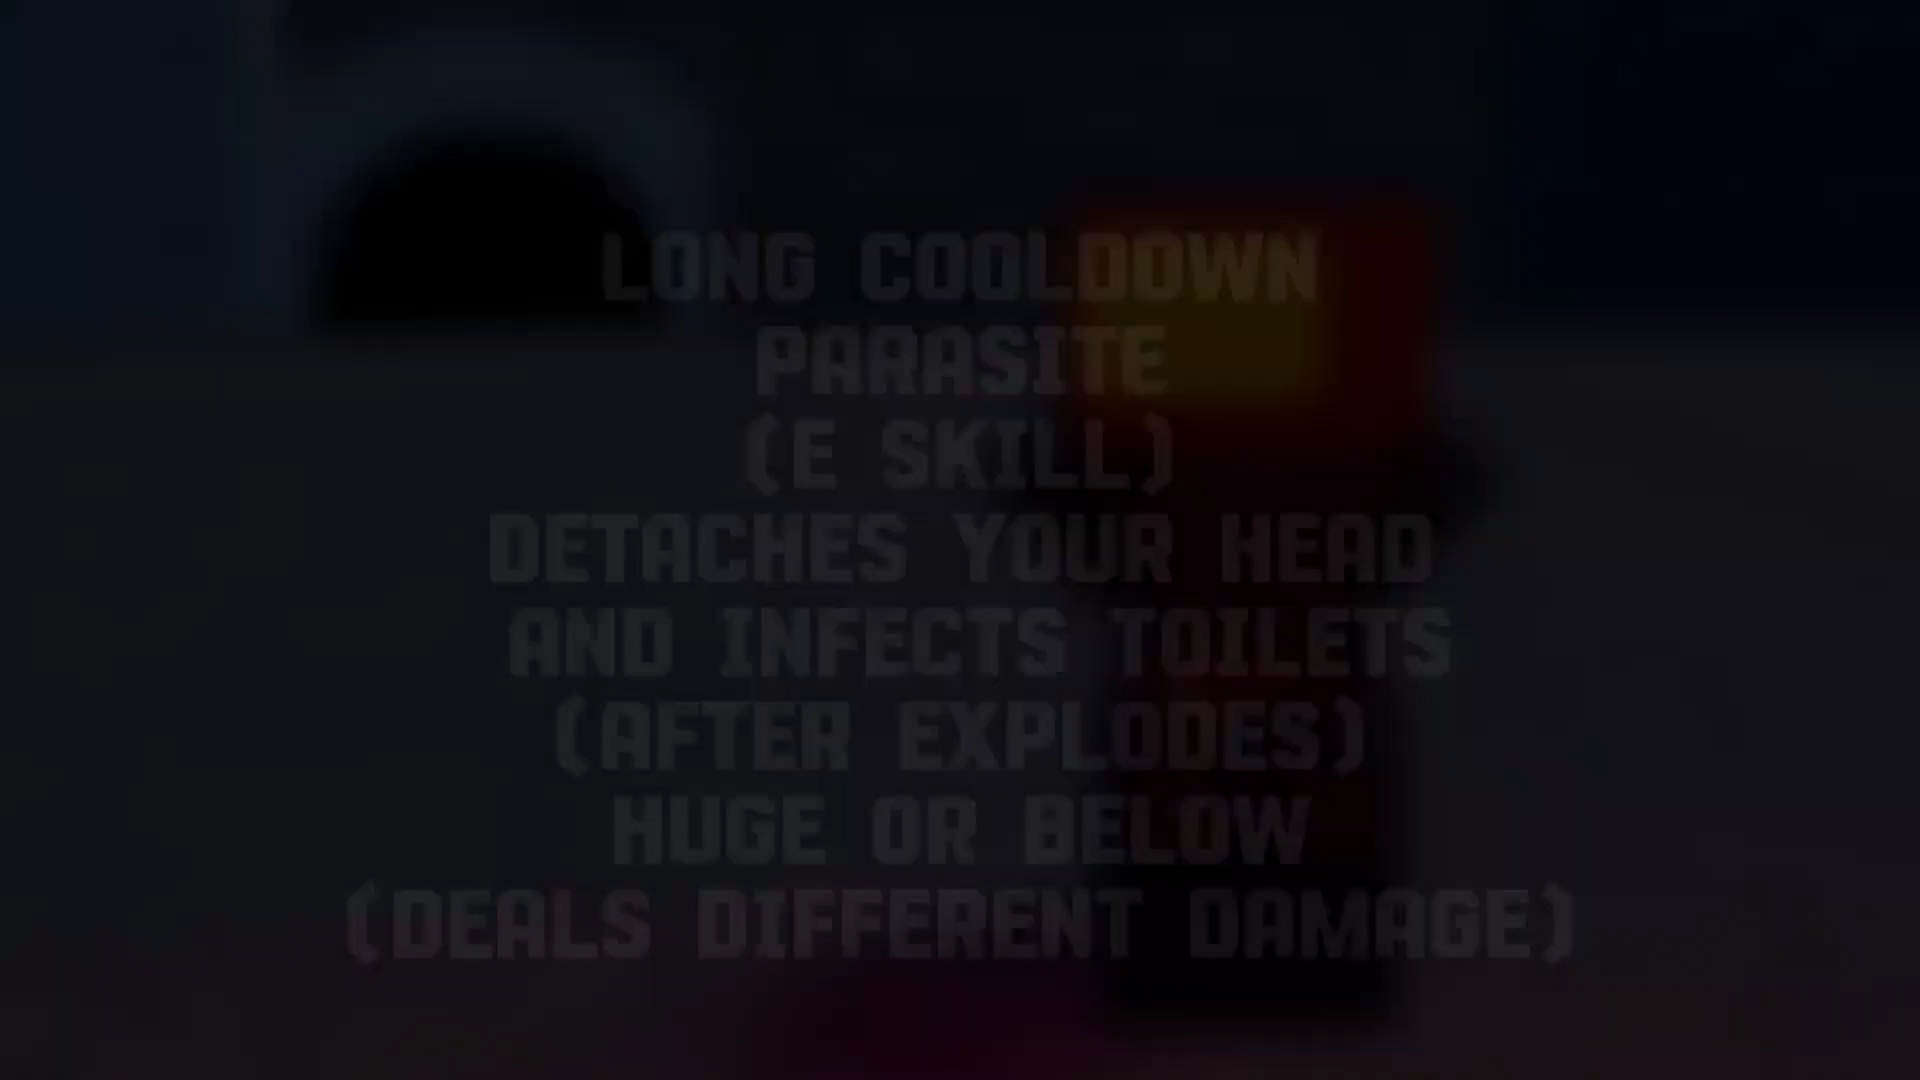 LONG COOLDOWN
PARASITE
(E SKILL)
DETACHES YOUR HEAD
AND INFECTS TOILETS
(AFTER EXPLODES)
HUGE OR BELOW
(DEALS DIFFERENT DAMAGE)